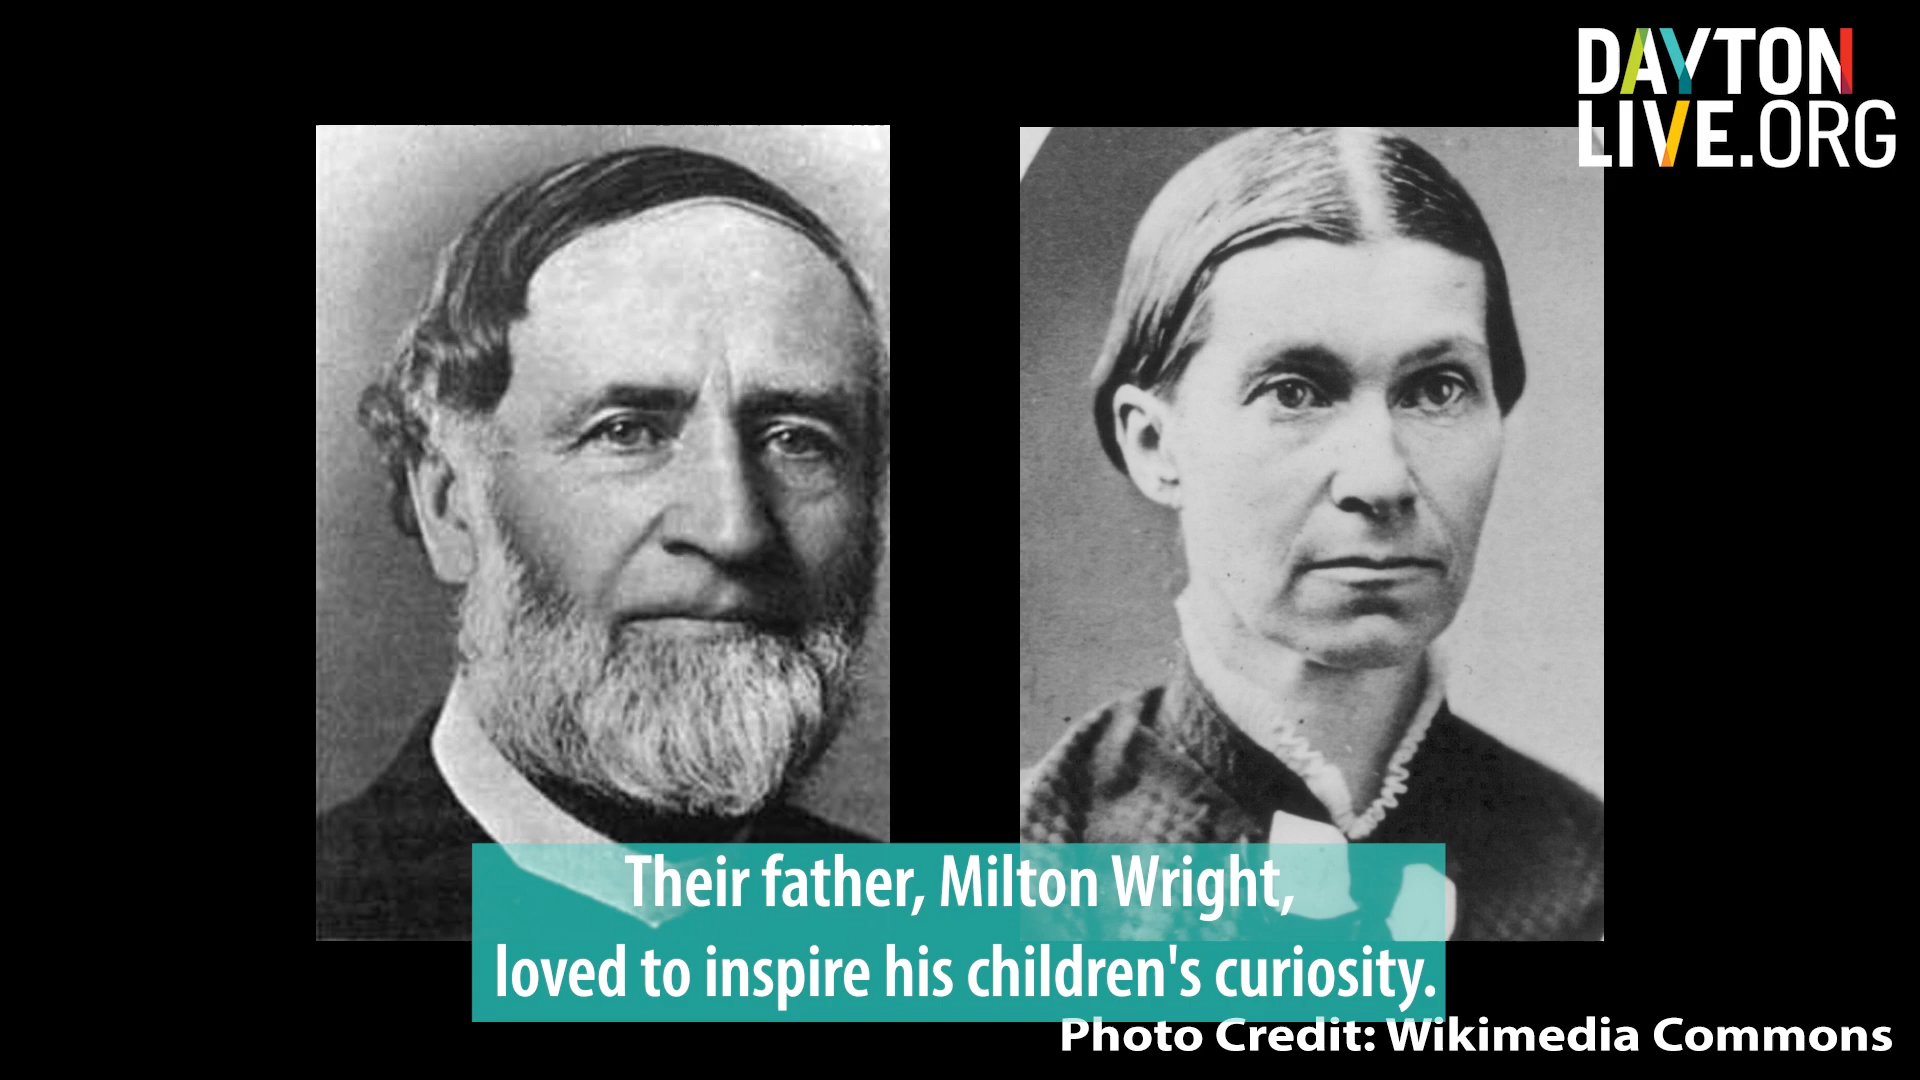 DAYTON
LIVE.ORG
Their father, Milton Wright,
loved to inspire his children's curiosity.
Photo Credit: Wikimedia Commons